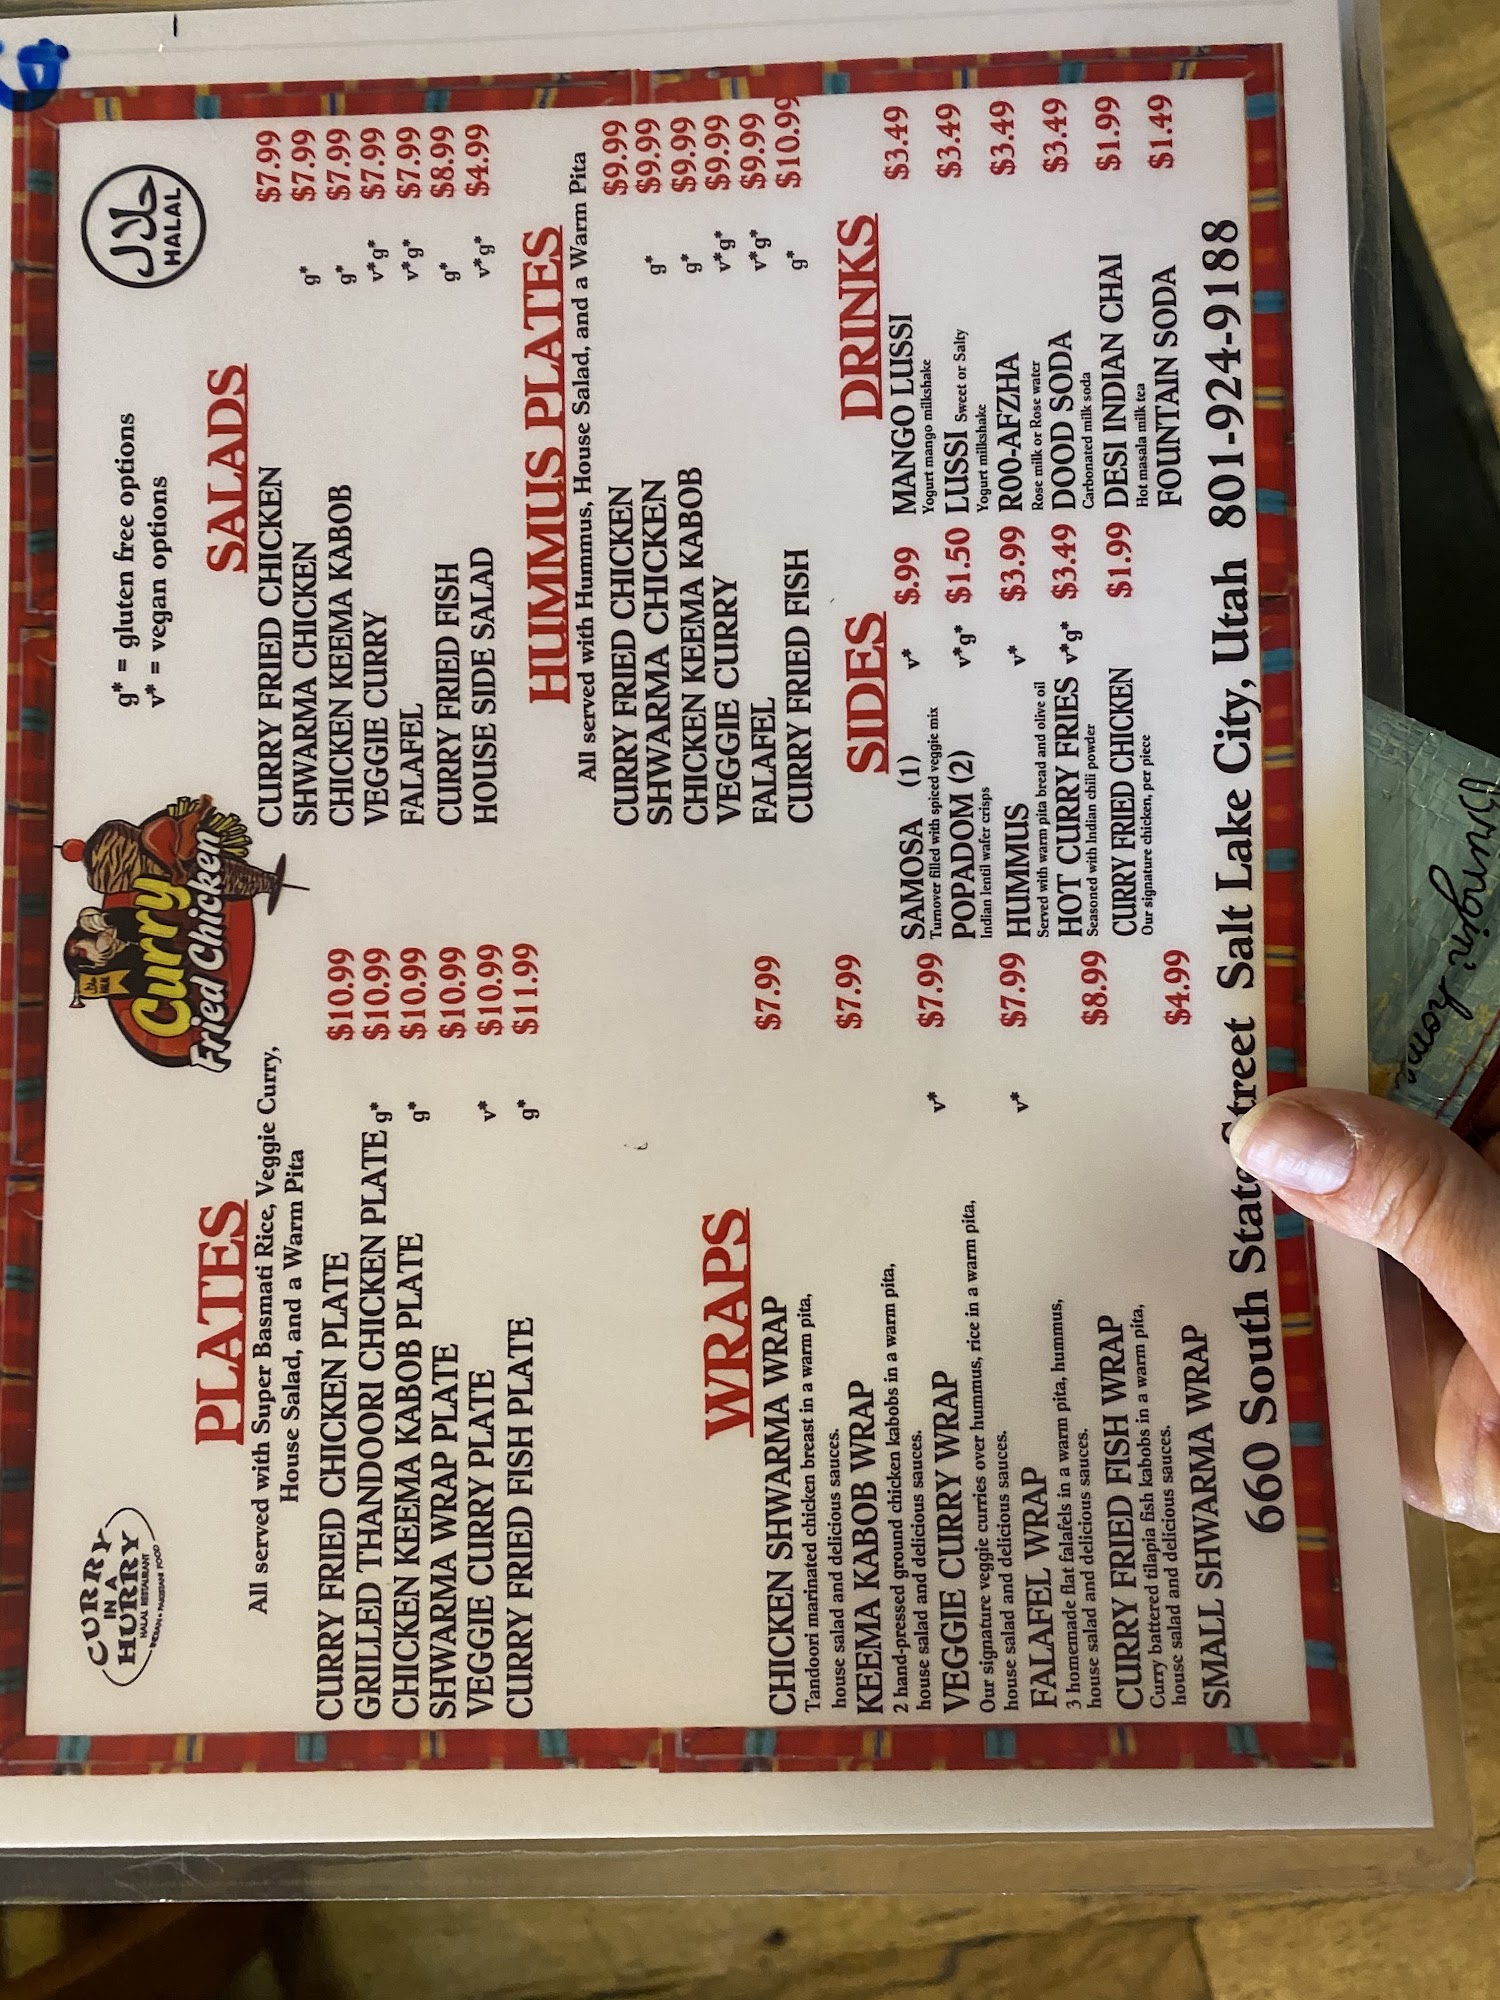 CURRY
IN A
HURRY
HALAL RESTAURANT
INDIAN • PAKISTANI FOOD
Curry
Fried Chicken
g* = gluten free options
v* = vegan options
حلال
HALAL
PLATES
All served with Super Basmati Rice, Veggie Curry,
House Salad, and a Warm Pita
CURRY FRIED CHICKEN PLATE $10.99
GRILLED THANDOORI CHICKEN PLATE g* $10.99
CHICKEN KEEMA KABOB PLATE g* $10.99
SHWARMA WRAP PLATE $10.99
VEGGIE CURRY PLATE v* $10.99
CURRY FRIED FISH PLATE g* $11.99
WRAPS
CHICKEN SHWARMA WRAP $7.99
Tandoori marinated chicken breast in a warm pita,
house salad and delicious sauces.
KEEMA KABOB WRAP $7.99
2 hand-pressed ground chicken kabobs in a warm pita,
house salad and delicious sauces.
VEGGIE CURRY WRAP v* $7.99
Our signature veggie curries over hummus, rice in a warm pita,
house salad and delicious sauces.
FALAFEL WRAP v* $7.99
3 homemade flat falafels in a warm pita, hummus,
house salad and delicious sauces.
CURRY FRIED FISH WRAP $8.99
Curry battered tilapia fish kabobs in a warm pita,
house salad and delicious sauces.
SMALL SHWARMA WRAP $4.99
SALADS
CURRY FRIED CHICKEN $7.99
SHWARMA CHICKEN g* $7.99
CHICKEN KEEMA KABOB g* $7.99
VEGGIE CURRY v*g* $7.99
FALAFEL v*g* $7.99
CURRY FRIED FISH g* $8.99
HOUSE SIDE SALAD v*g* $4.99
HUMMUS PLATES
All served with Hummus, House Salad, and a Warm Pita
CURRY FRIED CHICKEN $9.99
SHWARMA CHICKEN g* $9.99
CHICKEN KEEMA KABOB g* $9.99
VEGGIE CURRY v*g* $9.99
FALAFEL v*g* $9.99
CURRY FRIED FISH g* $10.99
SIDES
SAMOSA (1) v* $.99
Turnover filled with spiced veggie mix
POPADOM (2) v*g* $1.50
Indian lentil wafer crisps
HUMMUS v* $3.99
Served with warm pita bread and olive oil
HOT CURRY FRIES v*g* $3.49
Seasoned with Indian chili powder
CURRY FRIED CHICKEN $1.99
Our signature chicken, per piece
DRINKS
MANGO LUSSI $3.49
Yogurt mango milkshake
LUSSI Sweet or Salty $3.49
Yogurt milkshake
ROO-AFZHA $3.49
Rose milk or Rose water
DOOD SODA $3.49
Carbonated milk soda
DESI INDIAN CHAI $1.99
Hot masala milk tea
FOUNTAIN SODA $1.49
660 South State Street Salt Lake City, Utah 801-924-9188